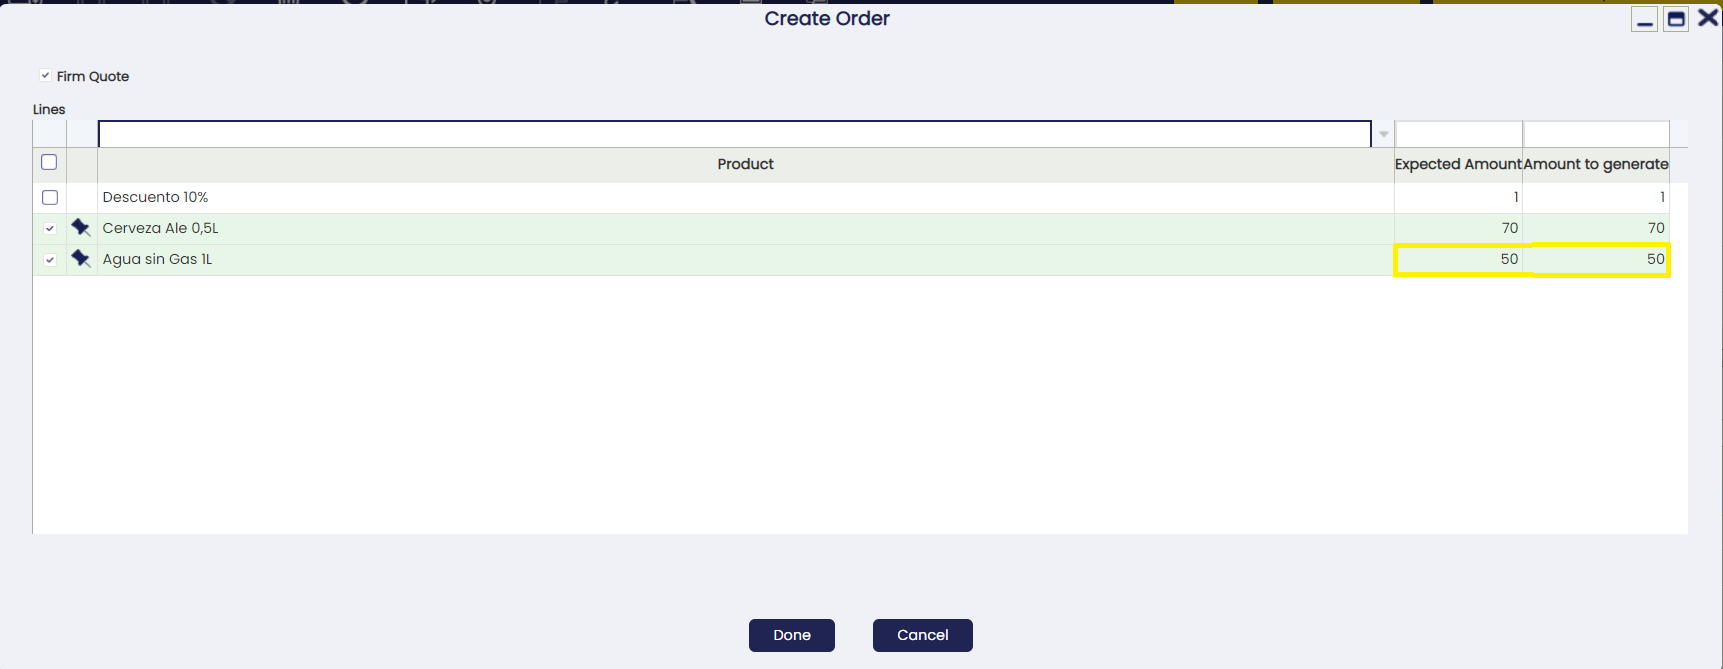 Create Order
Firm Quote
Lines
Product Expected Amount Amount to generate
Descuento 10% 1 1
Cerveza Ale 0,5L 70 70
Agua sin Gas 1L 50 50
Done Cancel